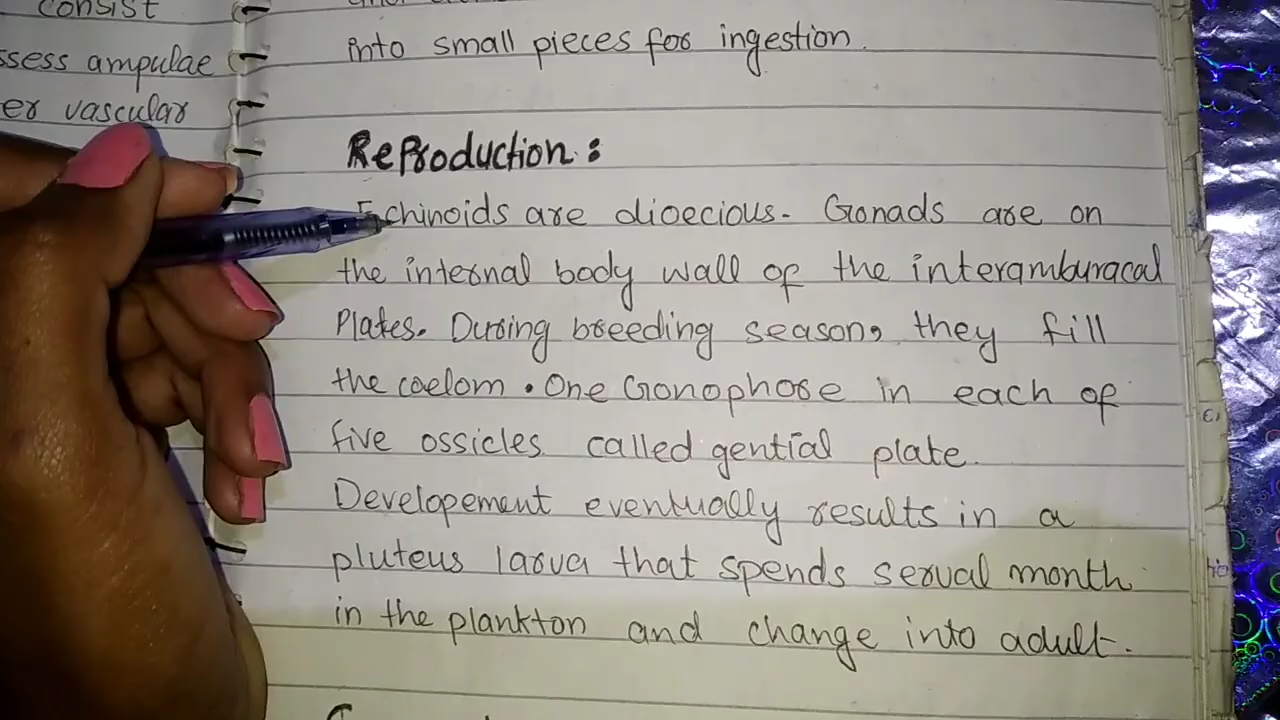 consist
ssess ampulae
er vascular
into small pieces for ingestion.
Reproduction:
Echinoids are dioecious. Gonads are on
the internal body wall of the interamburacal
Plates. During breeding season, they fill
the coelom. One Gonophore in each of
five ossicles called gential plate.
Developement eventually results in a
pluteus larva that spends serual month
in the plankton and change into adult.